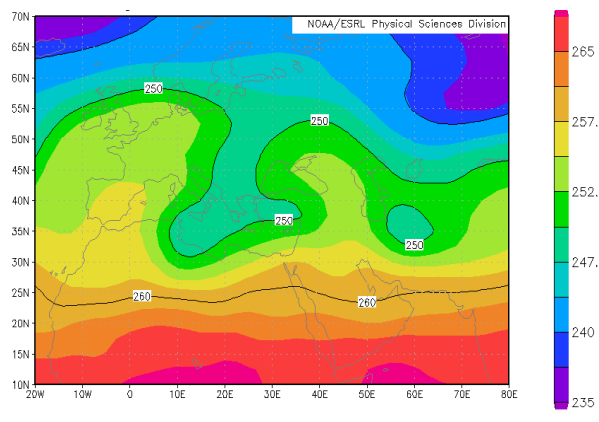 NOAA/ESRL Physical Sciences Division
70N
65N
60N
55N
50N
45N
40N
35N
30N
25N
20N
15N
10N
20W
10W
0
10E
20E
30E
40E
50E
60E
70E
80E
250
250
250
250
260
260
265
257.
252.
247.
240
235